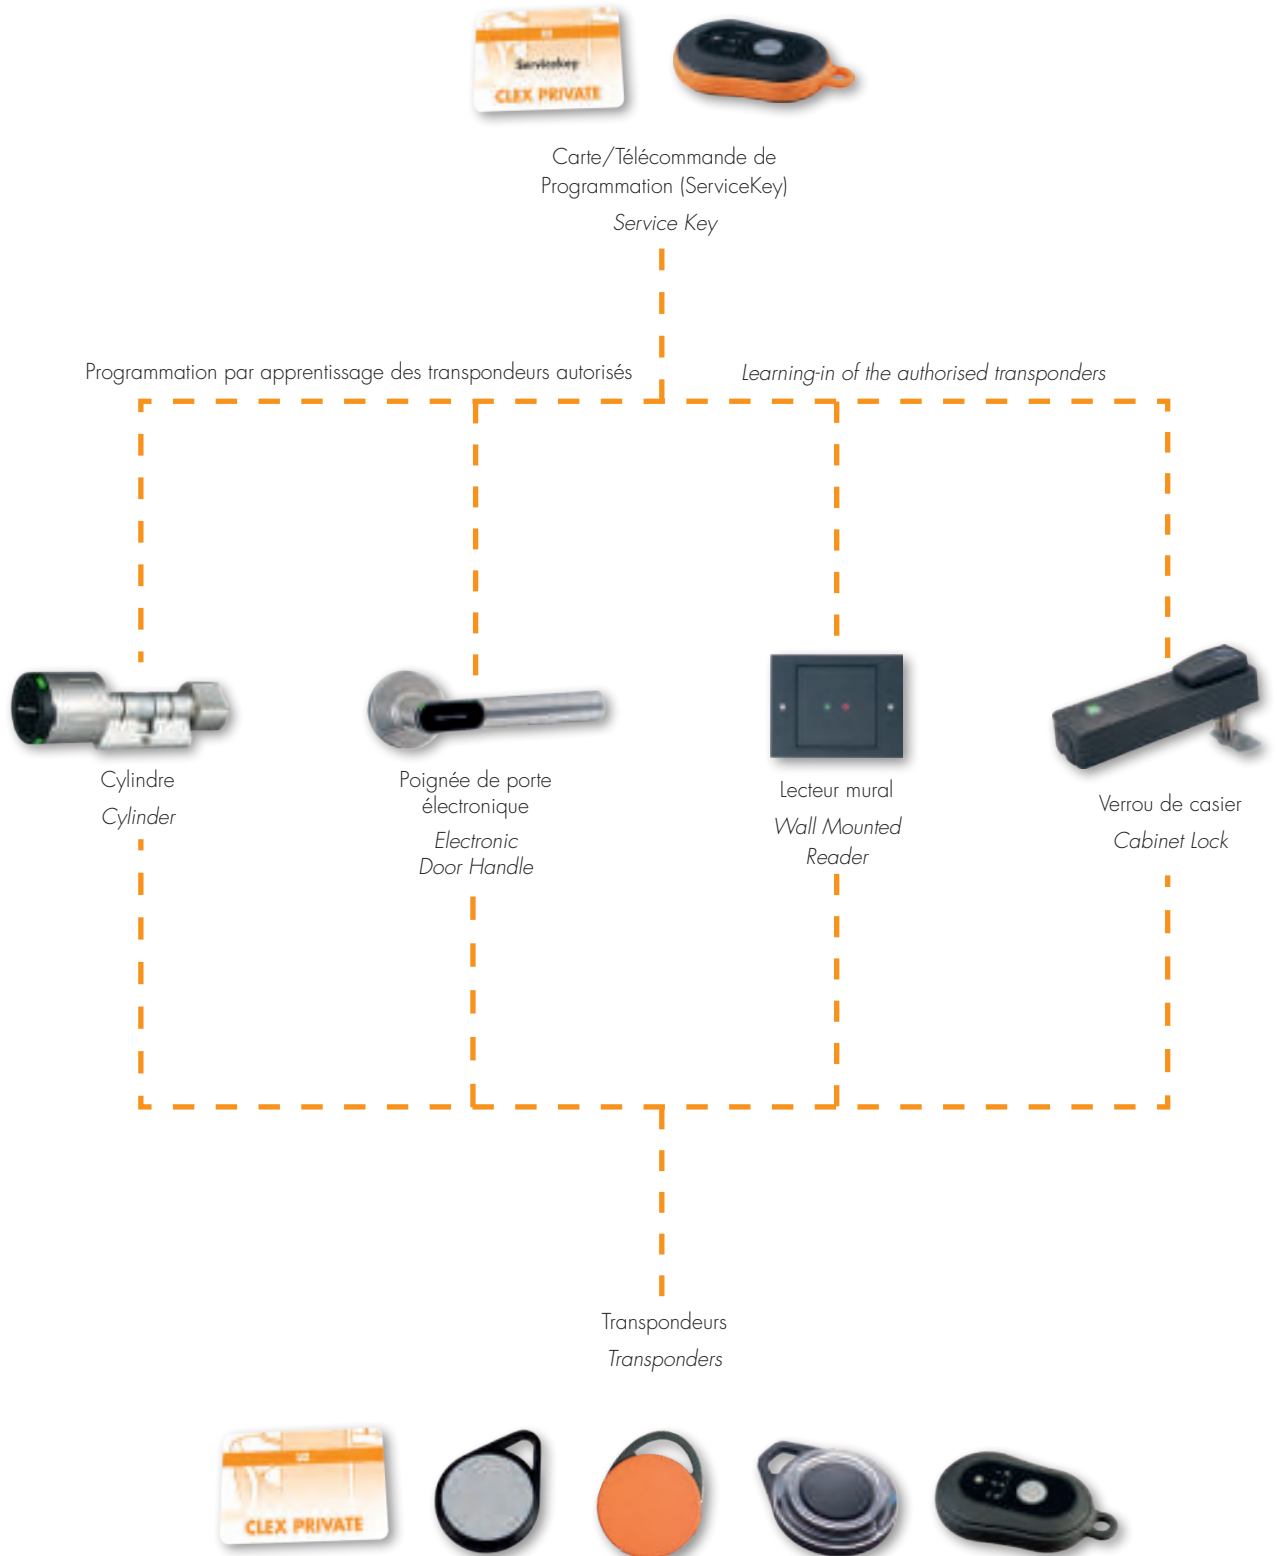 Servicekey
CLEX PRIVATE
Carte/Télécommande de
Programmation (ServiceKey)
Service Key
Programmation par apprentissage des transpondeurs autorisés
Learning-in of the authorised transponders
Cylindre
Cylinder
Poignée de porte
électronique
Electronic
Door Handle
Lecteur mural
Wall Mounted
Reader
Verrou de casier
Cabinet Lock
Transpondeurs
Transponders
CLEX PRIVATE